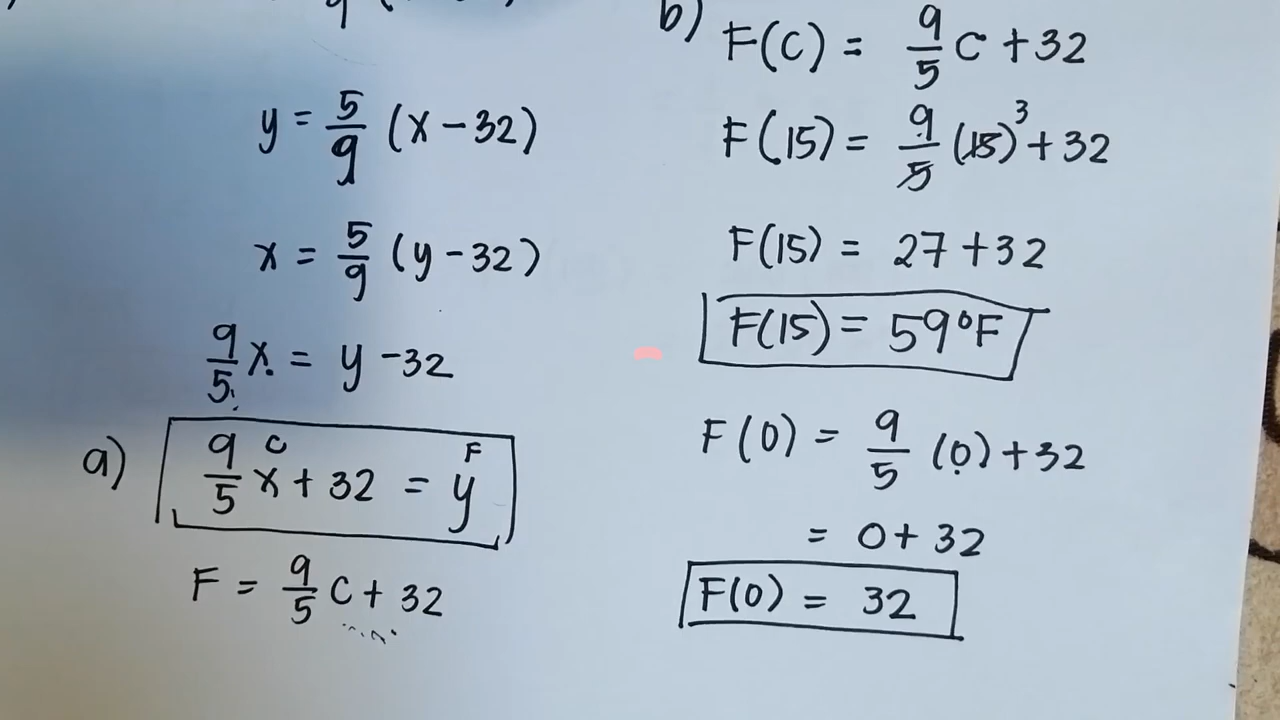 y = 5/9 (x - 32)
x = 5/9 (y - 32)
9/5 x = y - 32
a)
C F
9/5 x + 32 = y
F = 9/5 C + 32
b) F(C) = 9/5 C + 32
F(15) = 9/5 (15)³ + 32
F(15) = 27 + 32
F(15) = 59°F
F(0) = 9/5 (0) + 32
= 0 + 32
F(0) = 32